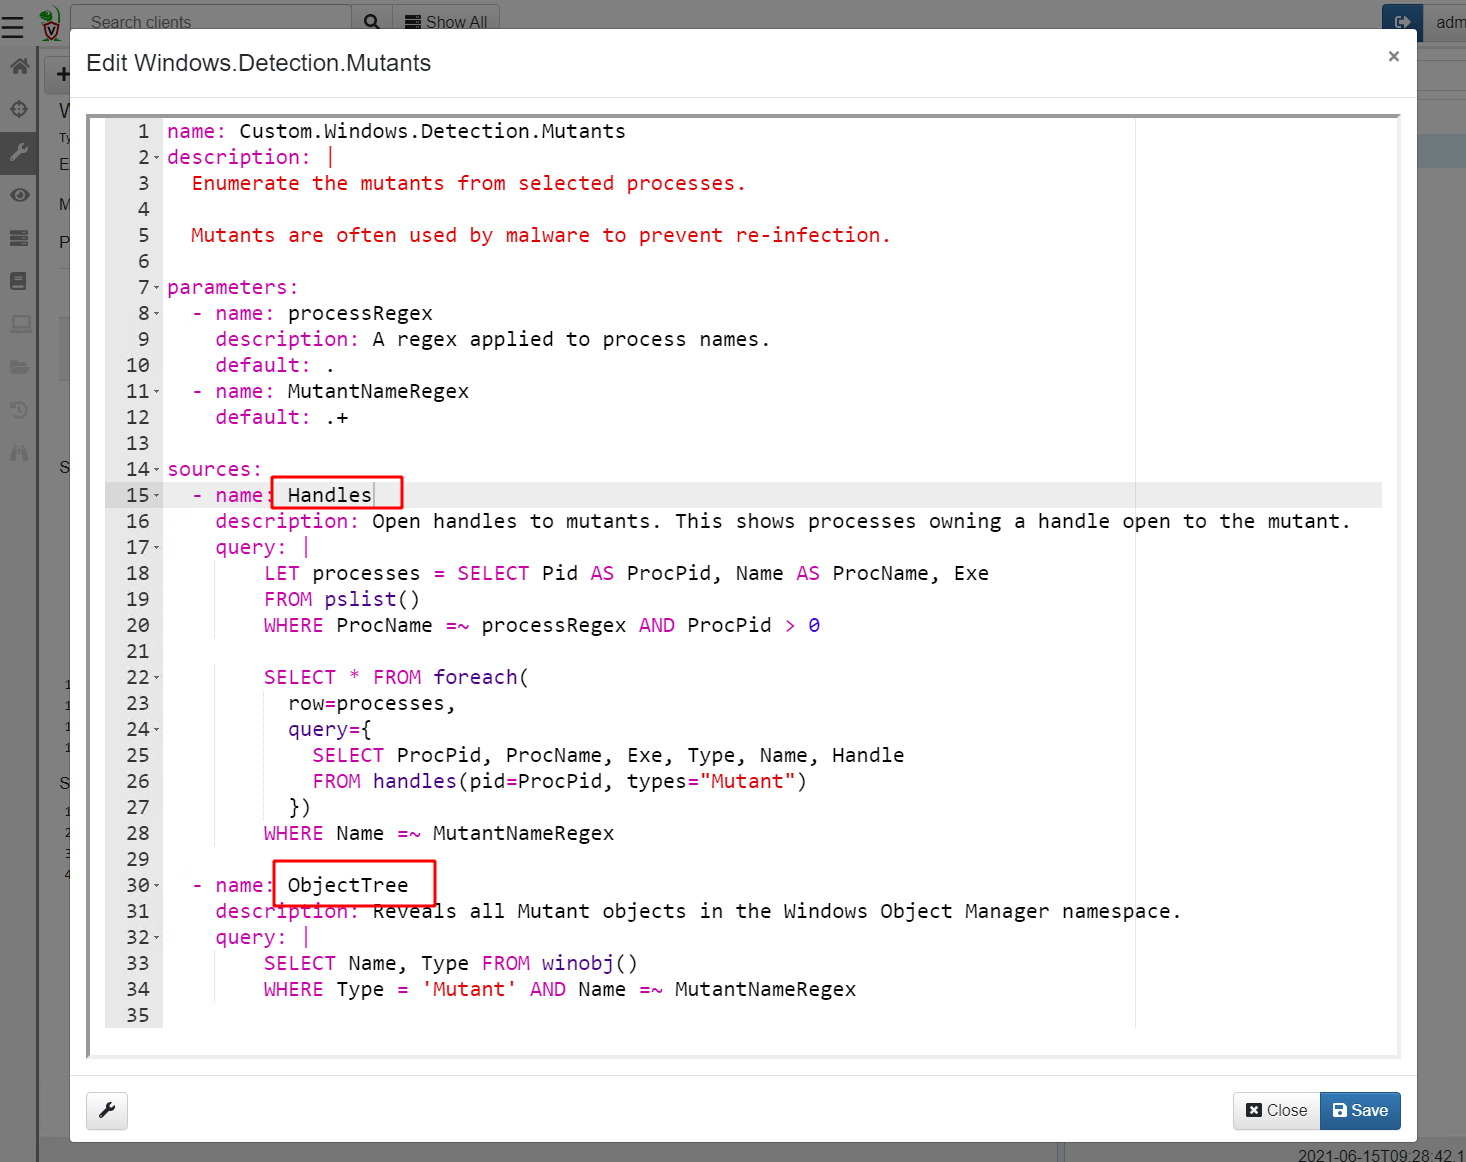 Search clients
Show All
adm
Edit Windows.Detection.Mutants
×
1 name: Custom.Windows.Detection.Mutants
2 description: |
3   Enumerate the mutants from selected processes.
4
5   Mutants are often used by malware to prevent re-infection.
6
7 parameters:
8   - name: processRegex
9     description: A regex applied to process names.
10     default: .
11   - name: MutantNameRegex
12     default: .+
13
14 sources:
15   - name: Handles
16     description: Open handles to mutants. This shows processes owning a handle open to the mutant.
17     query: |
18         LET processes = SELECT Pid AS ProcPid, Name AS ProcName, Exe
19         FROM pslist()
20         WHERE ProcName =~ processRegex AND ProcPid > 0
21
22         SELECT * FROM foreach(
23           row=processes,
24           query={
25             SELECT ProcPid, ProcName, Exe, Type, Name, Handle
26             FROM handles(pid=ProcPid, types="Mutant")
27           })
28         WHERE Name =~ MutantNameRegex
29
30   - name: ObjectTree
31     description: Reveals all Mutant objects in the Windows Object Manager namespace.
32     query: |
33         SELECT Name, Type FROM winobj()
34         WHERE Type = 'Mutant' AND Name =~ MutantNameRegex
35
Close
Save
2021-06-15T09:28:42.1